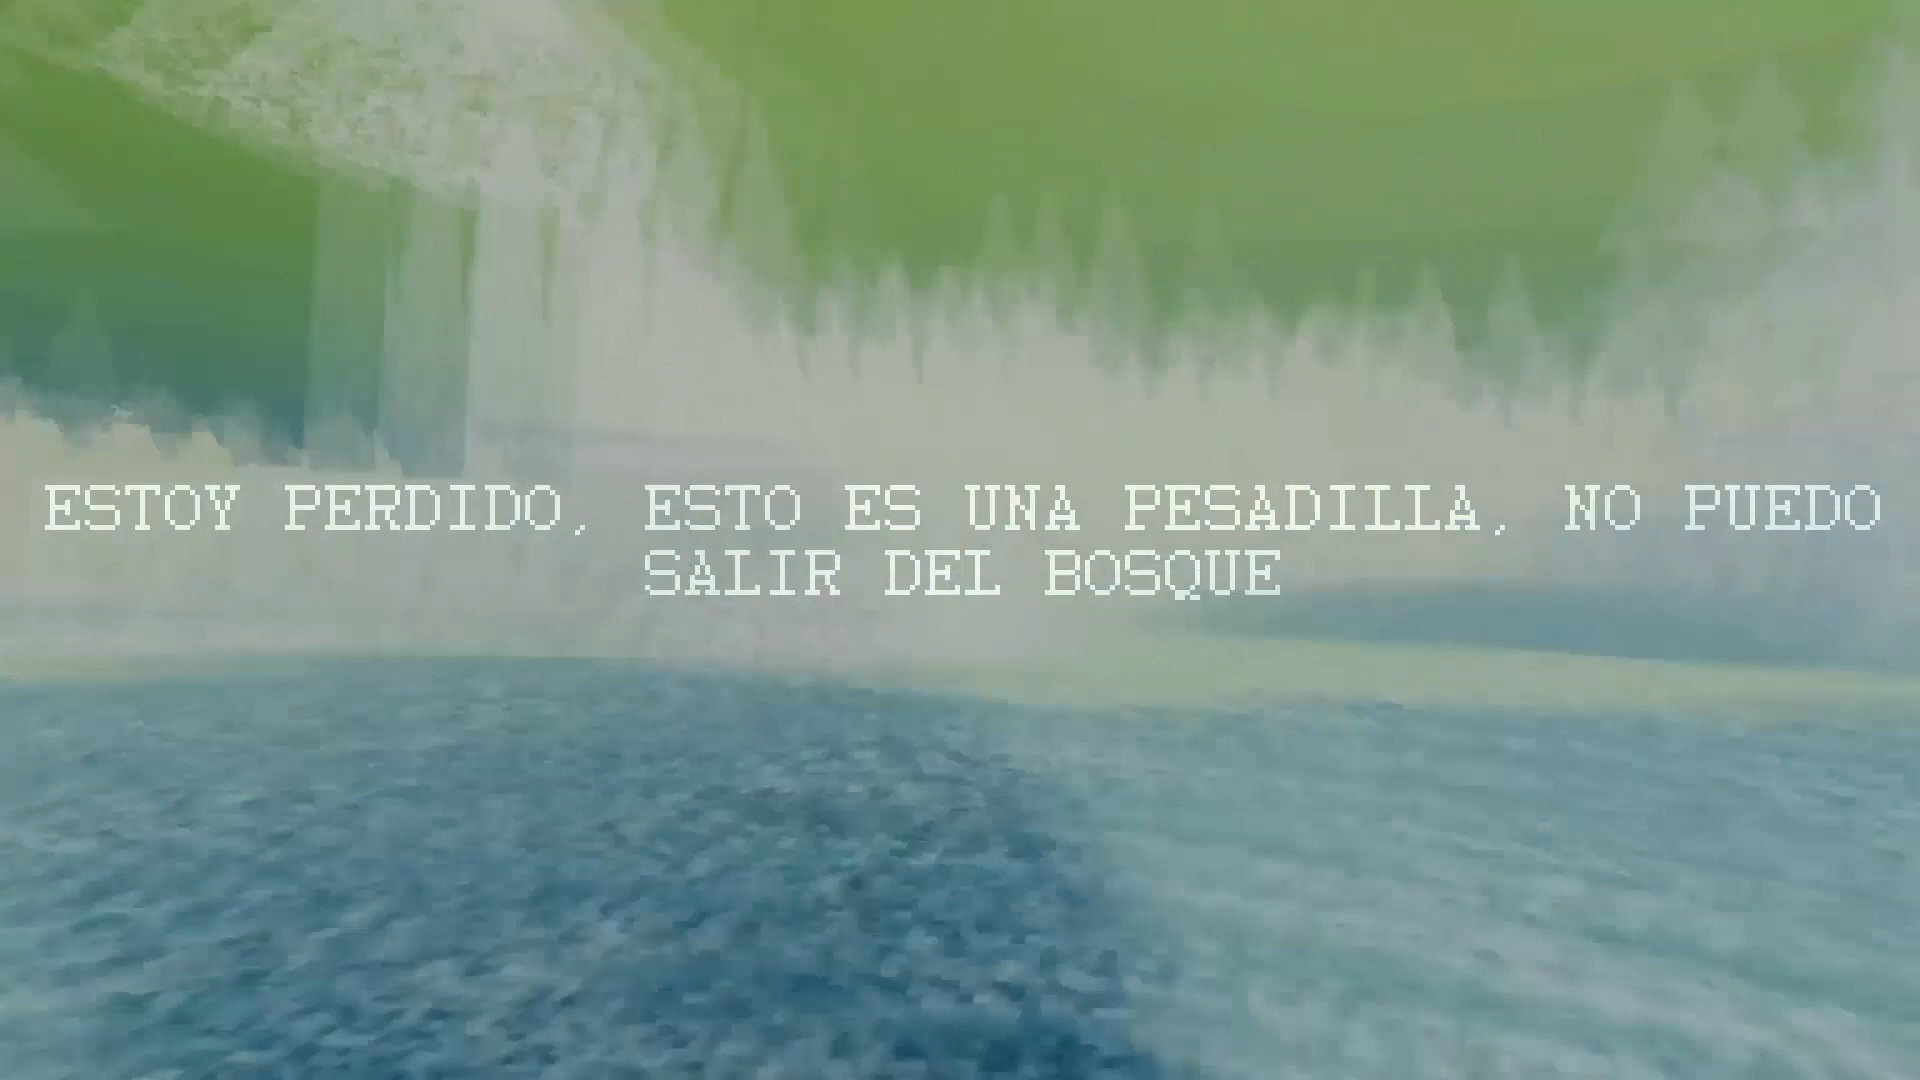 ESTOY PERDIDO, ESTO ES UNA PESADILLA, NO PUEDO
SALIR DEL BOSQUE